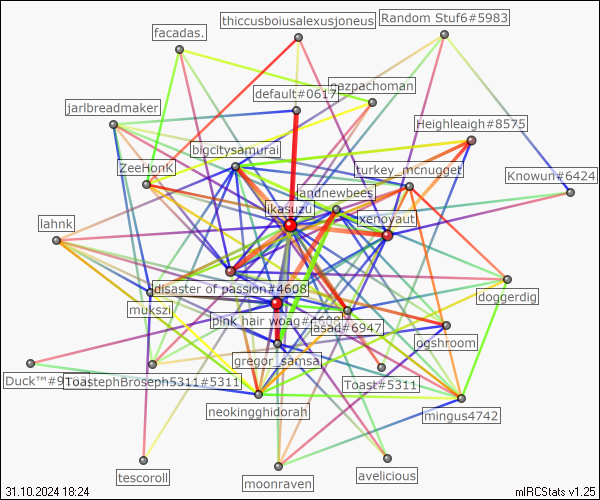 thiccusboiusalexusjoneus
Random Stuf6#5983
facadas.
gazpachoman
default#0617
jarlbreadmaker
Heighleaigh#8575
bigcitysamurai
ZeeHonK
turkey_mcnugget
Knowun#6424
landnewbees
ikasuzu
xenoyaut
lahnk
disaster of passion#4608
doggerdig
mukszi
pink hair woag#4608
asad#6947
ogshroom
gregor_samsa
Duck™#9
ToastephBroseph5311#5311
Toast#5311
neokingghidorah
mingus4742
tescoroll
moonraven
avelicious
31.10.2024 18:24
mIRCStats v1.25